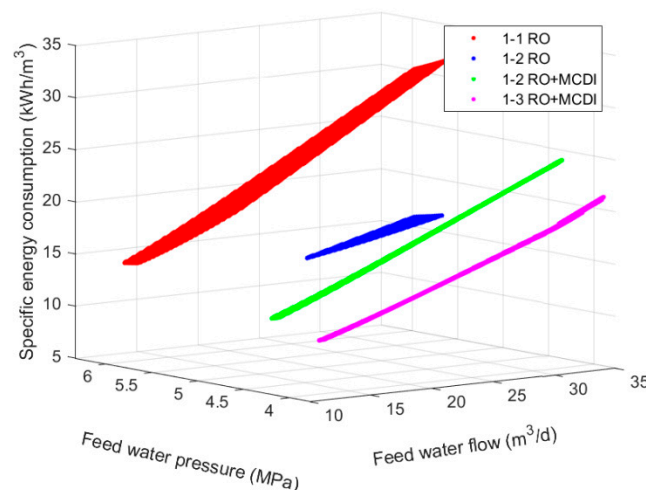 1-1 RO
1-2 RO
1-2 RO+MCDI
1-3 RO+MCDI
Specific energy consumption (kWh/m³)
35
30
25
20
15
10
5
6
5.5
5
4.5
4
Feed water pressure (MPa)
10
15
20
25
30
35
Feed water flow (m³/d)